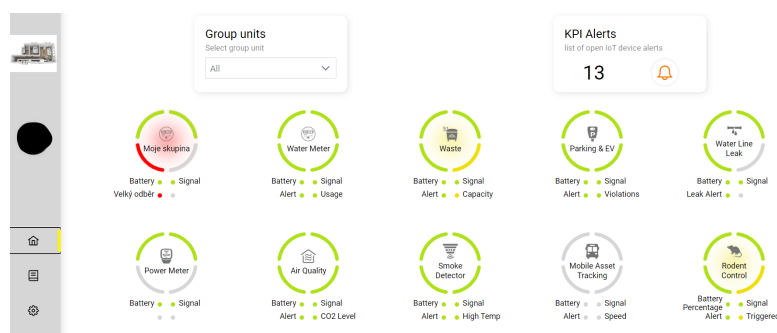 Group units
Select group unit
All
KPI Alerts
list of open IoT device alerts
13
Moje skupina
Battery Signal
Velký odběr
Water Meter
Battery Signal
Alert Usage
Waste
Battery Signal
Alert Capacity
Parking & EV
Battery Signal
Alert Violations
Water Line
Leak
Battery Signal
Leak Alert
Power Meter
Battery Signal
Air Quality
Battery Signal
Alert CO2 Level
Smoke
Detector
Battery Signal
Alert High Temp
Mobile Asset
Tracking
Battery Signal
Alert Speed
Rodent
Control
Battery
Percentage Signal
Alert Triggered